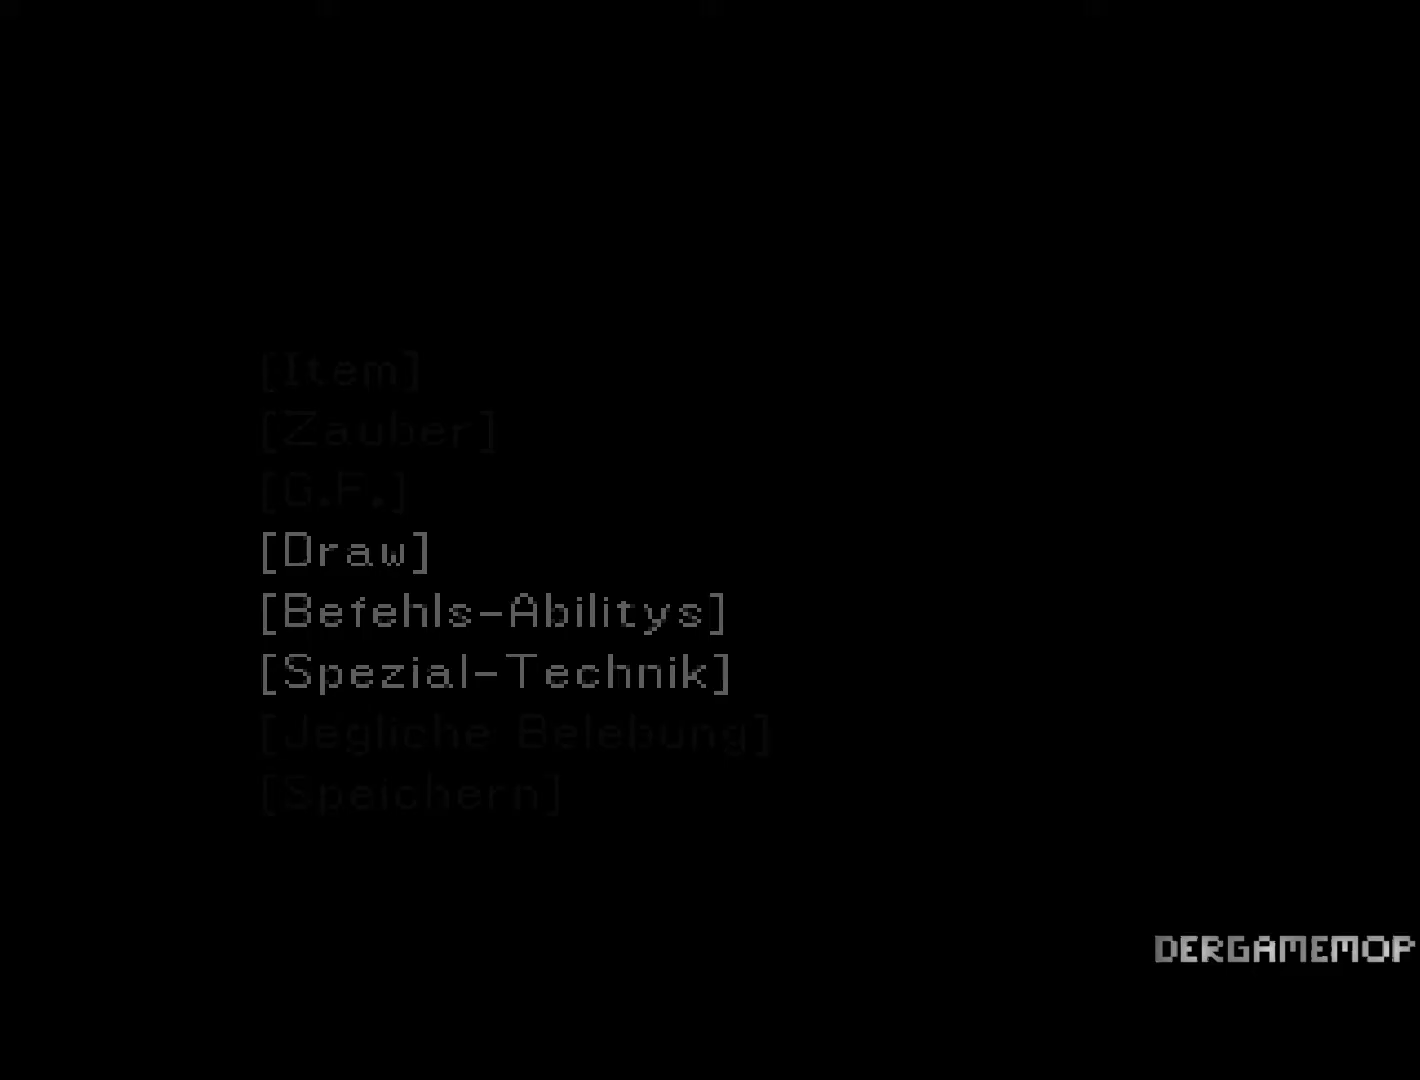 [Item]
[Zauber]
[G.F.]
[Draw]
[Befehls-Abilitys]
[Spezial-Technik]
[Jegliche Belebung]
[Speichern]
DERGAMEMOP